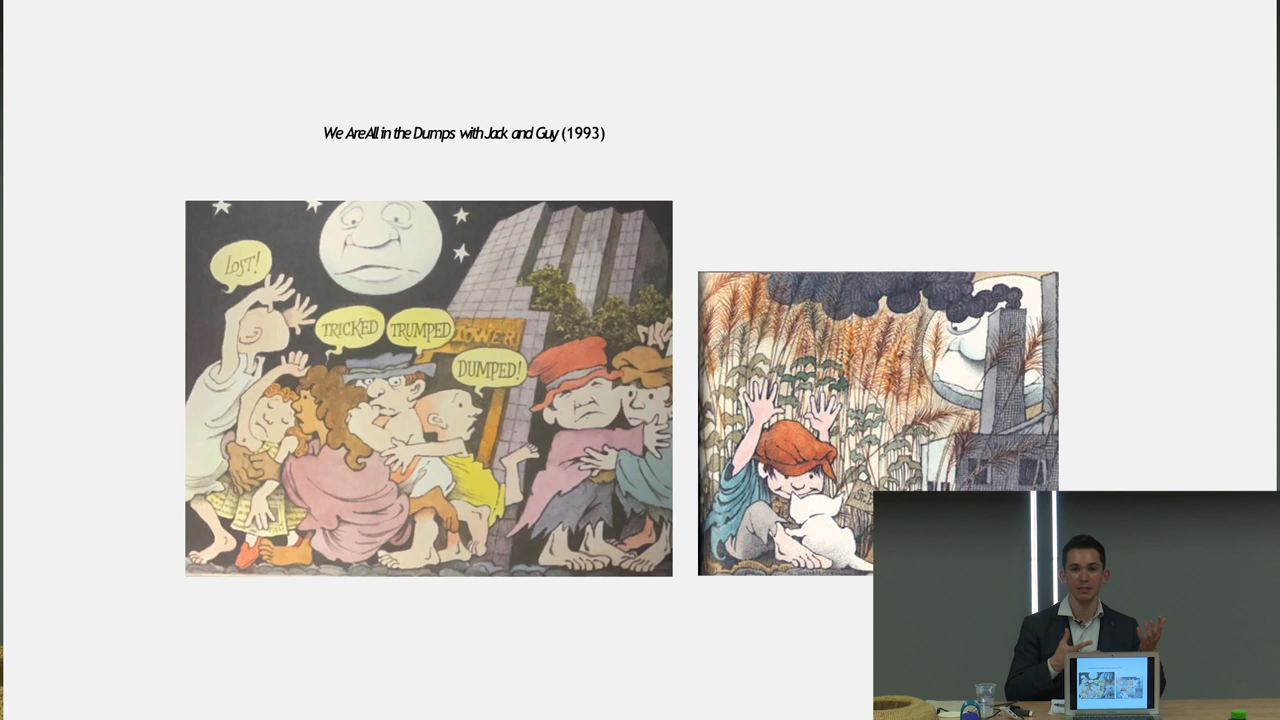 We Are All in the Dumps with Jack and Guy (1993)
LOST!
TRICKED
TRUMPED
TOWER
DUMPED!